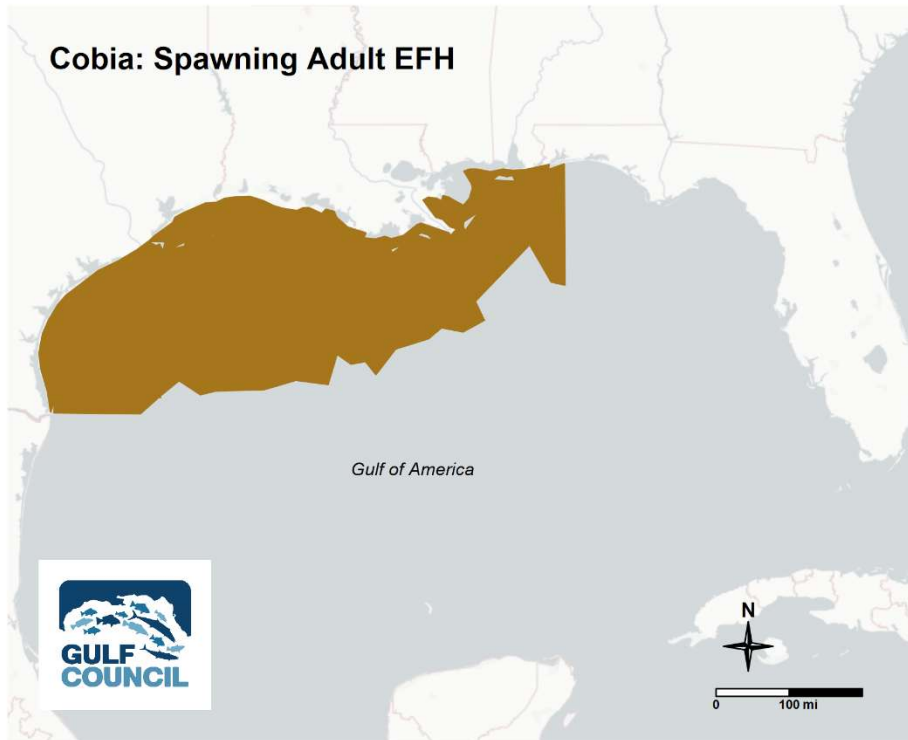 Cobia: Spawning Adult EFH
Gulf of America
GULF
COUNCIL
N
0 100 mi